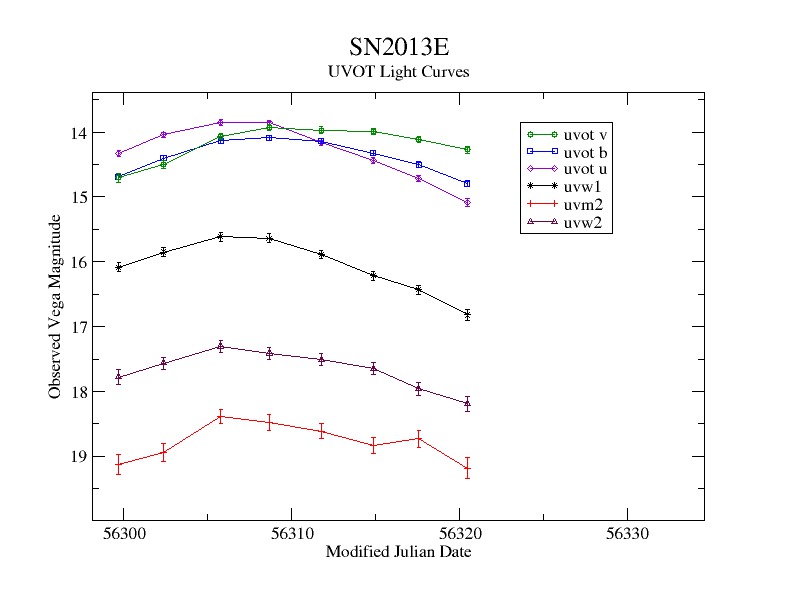 SN2013E
UVOT Light Curves
uvot v
uvot b
uvot u
uvw1
uvm2
uvw2
Observed Vega Magnitude
14
15
16
17
18
19
56300 56310 56320 56330
Modified Julian Date